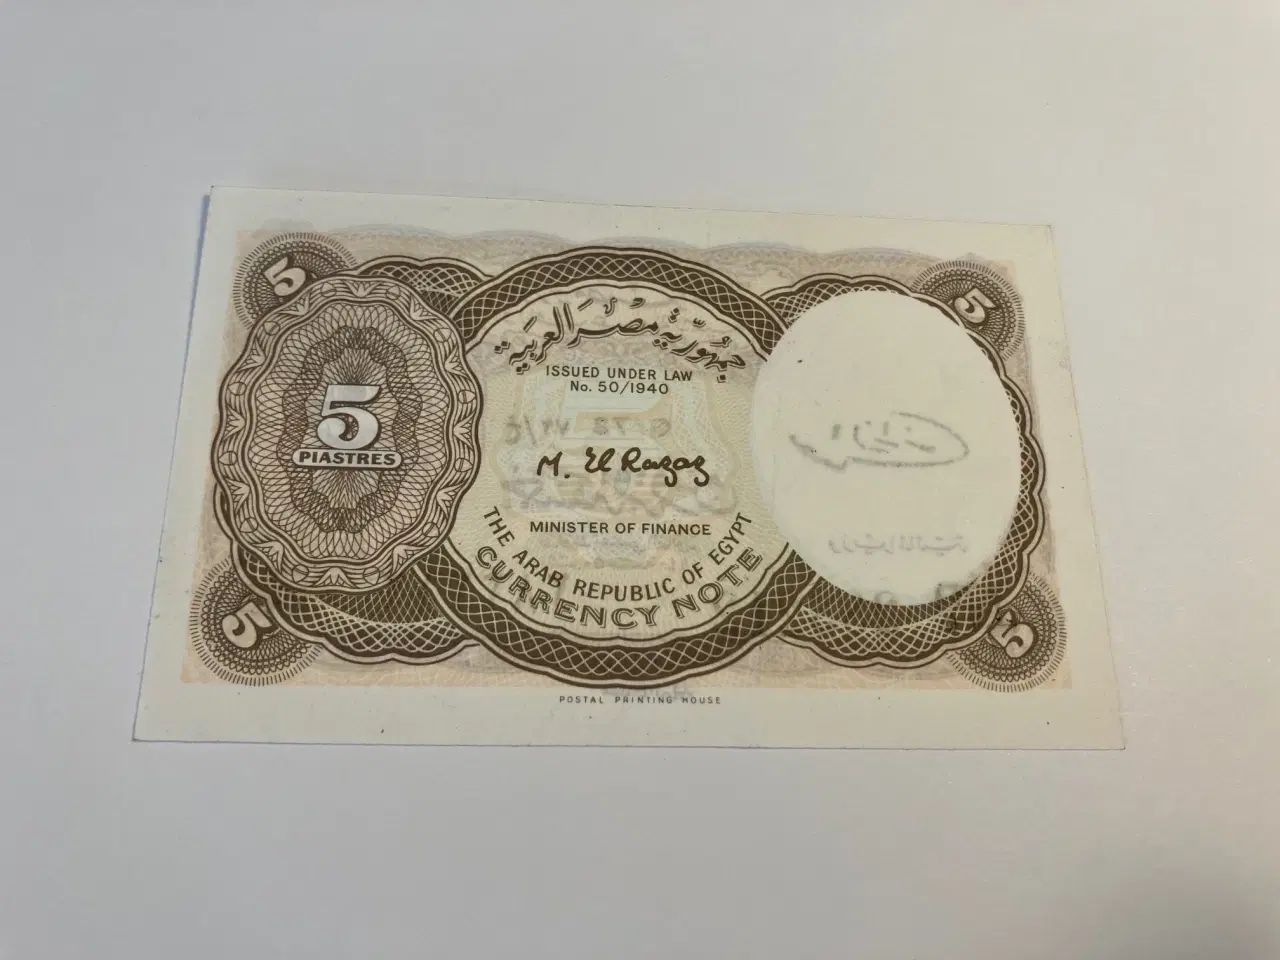 5
5
جمهورية مصر العربية
ISSUED UNDER LAW
No. 50/1940
5
PIASTRES
M. El Razaz
MINISTER OF FINANCE
THE ARAB REPUBLIC OF EGYPT
CURRENCY NOTE
5
5
POSTAL PRINTING HOUSE